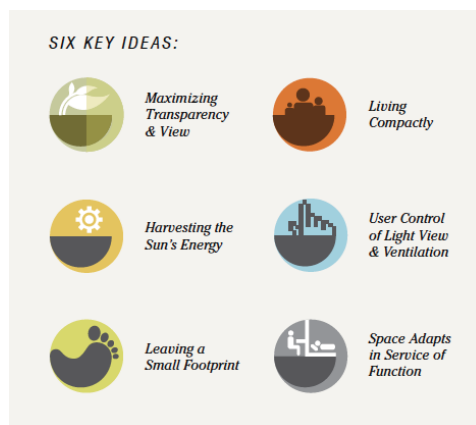 SIX KEY IDEAS:
Maximizing
Transparency
& View
Living
Compactly
Harvesting the
Sun's Energy
User Control
of Light View
& Ventilation
Leaving a
Small Footprint
Space Adapts
in Service of
Function